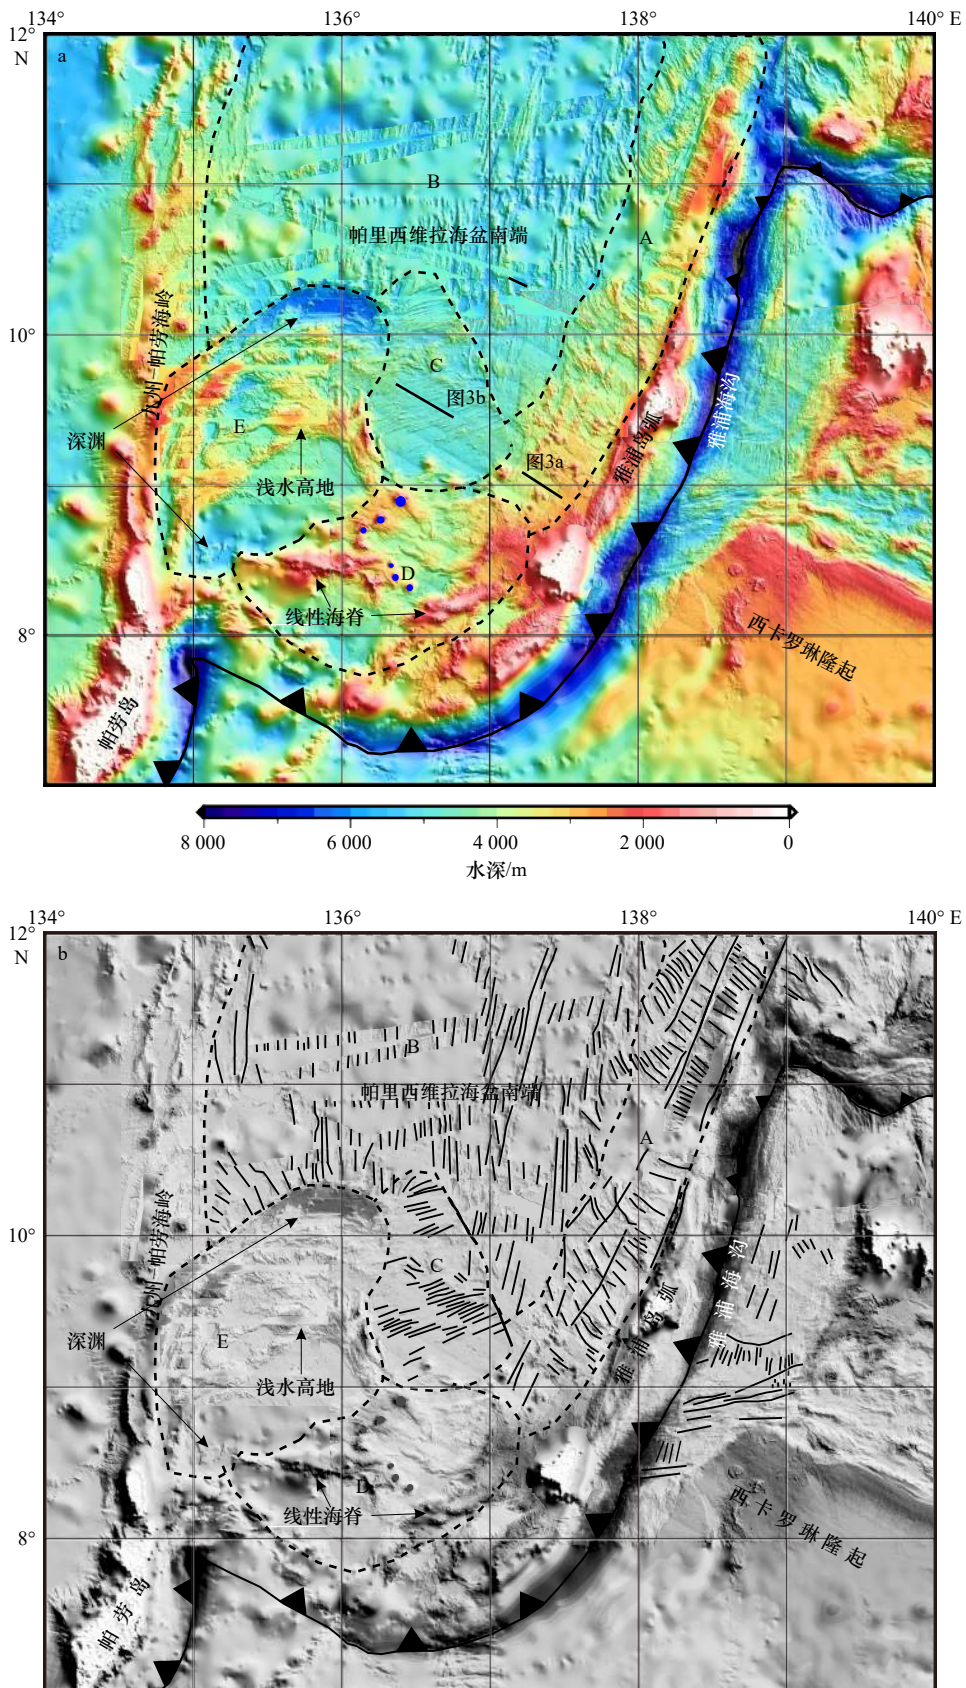 134°
136°
138°
140° E
12°
N
a
B
帕里西维拉海盆南端
A
九州-帕劳海岭
10°
C
图3b
E
深渊
雅浦海沟
雅浦岛弧
图3a
浅水高地
D
线性海脊
8°
西卡罗琳隆起
帕劳岛
8 000
6 000
4 000
2 000
0
水深/m
134°
136°
138°
140° E
12°
N
b
B
帕里西维拉海盆南端
A
九州-帕劳海岭
10°
C
雅浦海沟
雅浦岛弧
深渊
E
浅水高地
D
线性海脊
西卡罗琳隆起
8°
帕劳岛